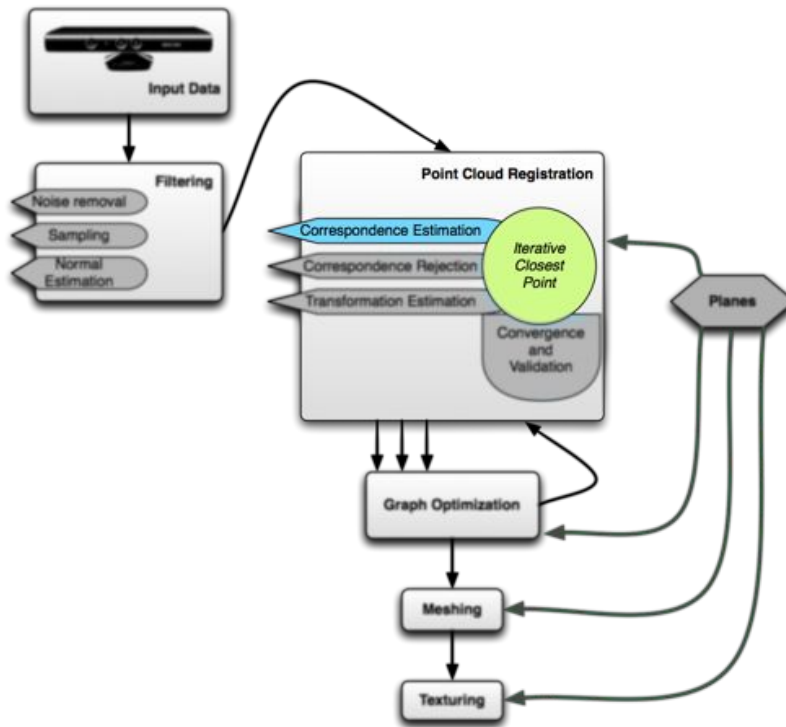 Input Data
Filtering
Noise removal
Sampling
Normal
Estimation
Point Cloud Registration
Correspondence Estimation
Correspondence Rejection
Transformation Estimation
Iterative
Closest
Point
Convergence
and
Validation
Planes
Graph Optimization
Meshing
Texturing